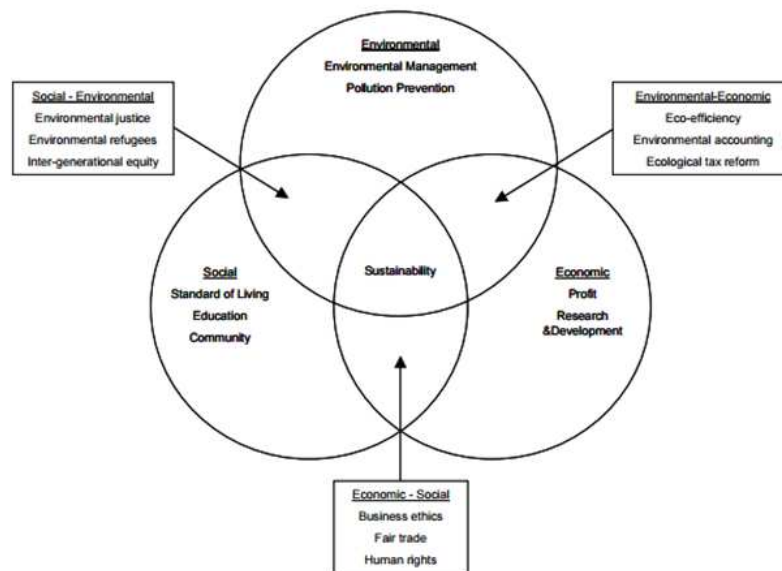 Environmental
Environmental Management
Pollution Prevention
Social - Environmental
Environmental justice
Environmental refugees
Inter-generational equity
Environmental-Economic
Eco-efficiency
Environmental accounting
Ecological tax reform
Social
Standard of Living
Education
Community
Sustainability
Economic
Profit
Research
&Development
Economic - Social
Business ethics
Fair trade
Human rights